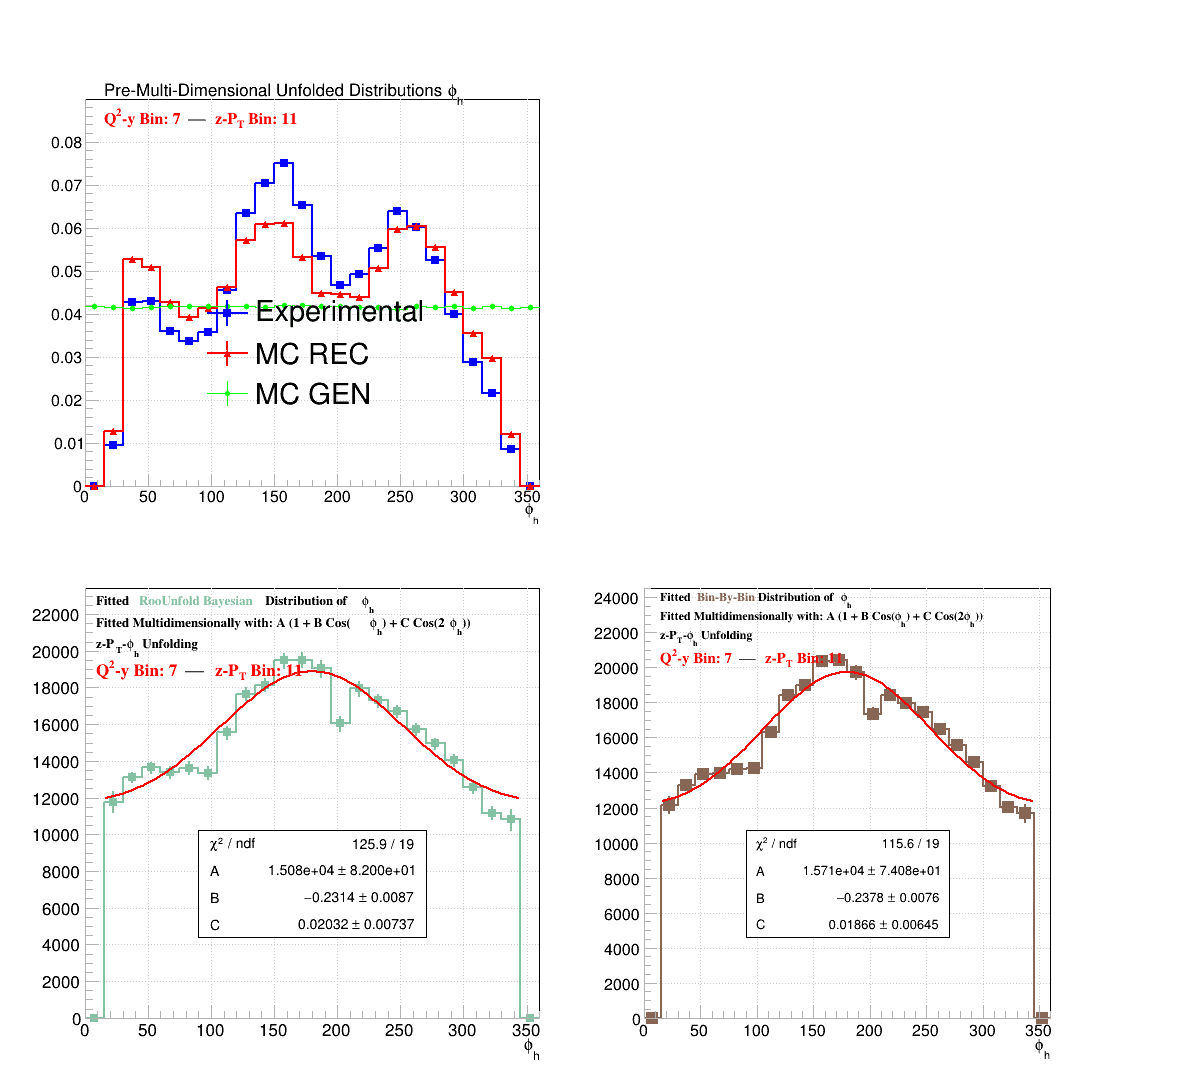 Pre-Multi-Dimensional Unfolded Distributions ϕh
Q²-y Bin: 7 — z-PT Bin: 11
0.08
0.07
0.06
0.05
0.04
0.03
0.02
0.01
0
Experimental
MC REC
MC GEN
0 50 100 150 200 250 300 350
ϕh
Fitted RooUnfold Bayesian Distribution of ϕh
Fitted Multidimensionally with: A (1 + B Cos( ϕh) + C Cos(2 ϕh))
z-PT-ϕh Unfolding
Q²-y Bin: 7 — z-PT Bin: 11
22000
20000
18000
16000
14000
12000
10000
8000
6000
4000
2000
0
χ² / ndf 125.9 / 19
A 1.508e+04 ± 8.200e+01
B −0.2314 ± 0.0087
C 0.02032 ± 0.00737
0 50 100 150 200 250 300 350
ϕh
Fitted Bin-By-Bin Distribution of ϕh
Fitted Multidimensionally with: A (1 + B Cos(ϕh) + C Cos(2ϕh))
z-PT-ϕh Unfolding
Q²-y Bin: 7 — z-PT Bin: 11
24000
22000
20000
18000
16000
14000
12000
10000
8000
6000
4000
2000
0
χ² / ndf 115.6 / 19
A 1.571e+04 ± 7.408e+01
B −0.2378 ± 0.0076
C 0.01866 ± 0.00645
0 50 100 150 200 250 300 350
ϕh